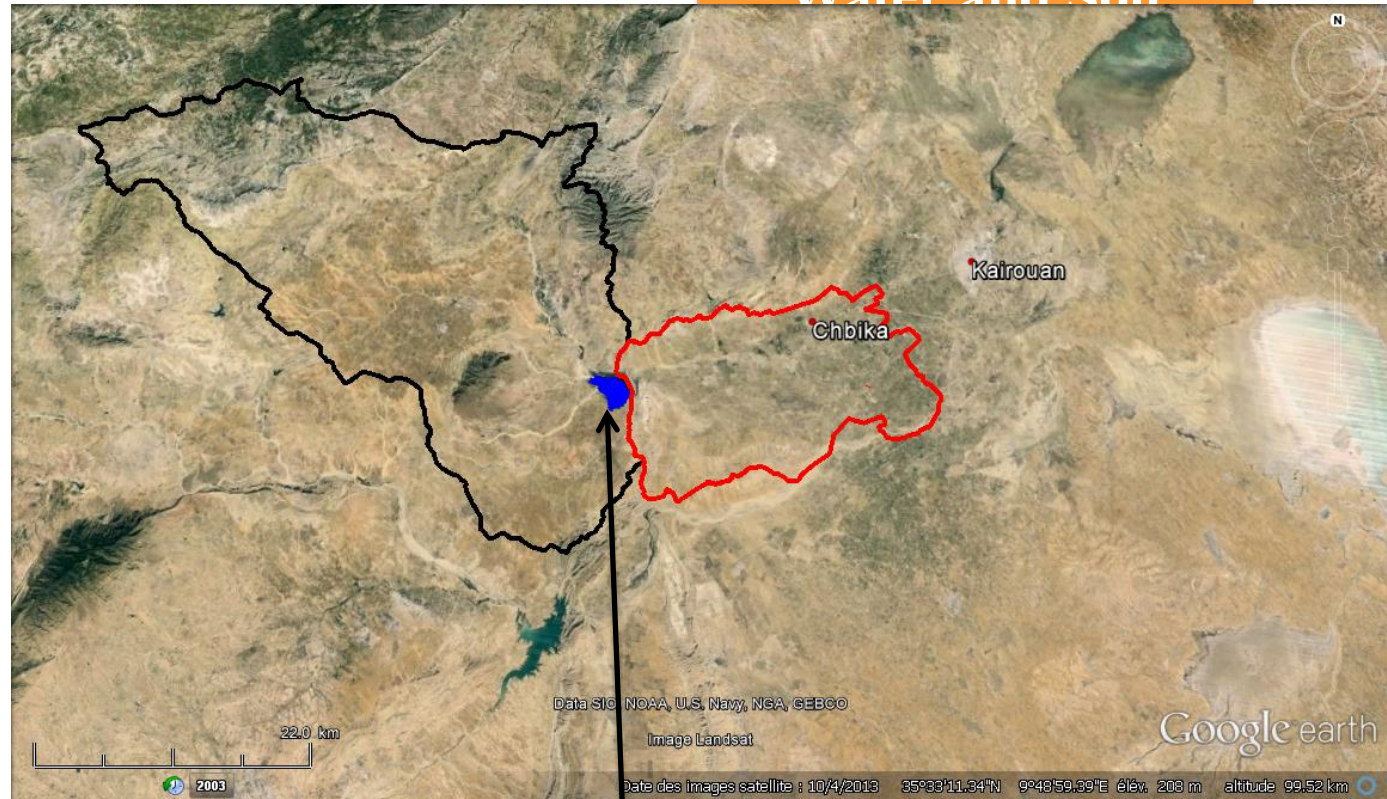 N
Kairouan
Chbika
Data SIO, NOAA, U.S. Navy, NGA, GEBCO
22.0 km
Image Landsat
Google earth
2003
Date des images satellite : 10/4/2013 35°33'11.34"N 9°48'59.39"E élév. 208 m altitude 99.52 km